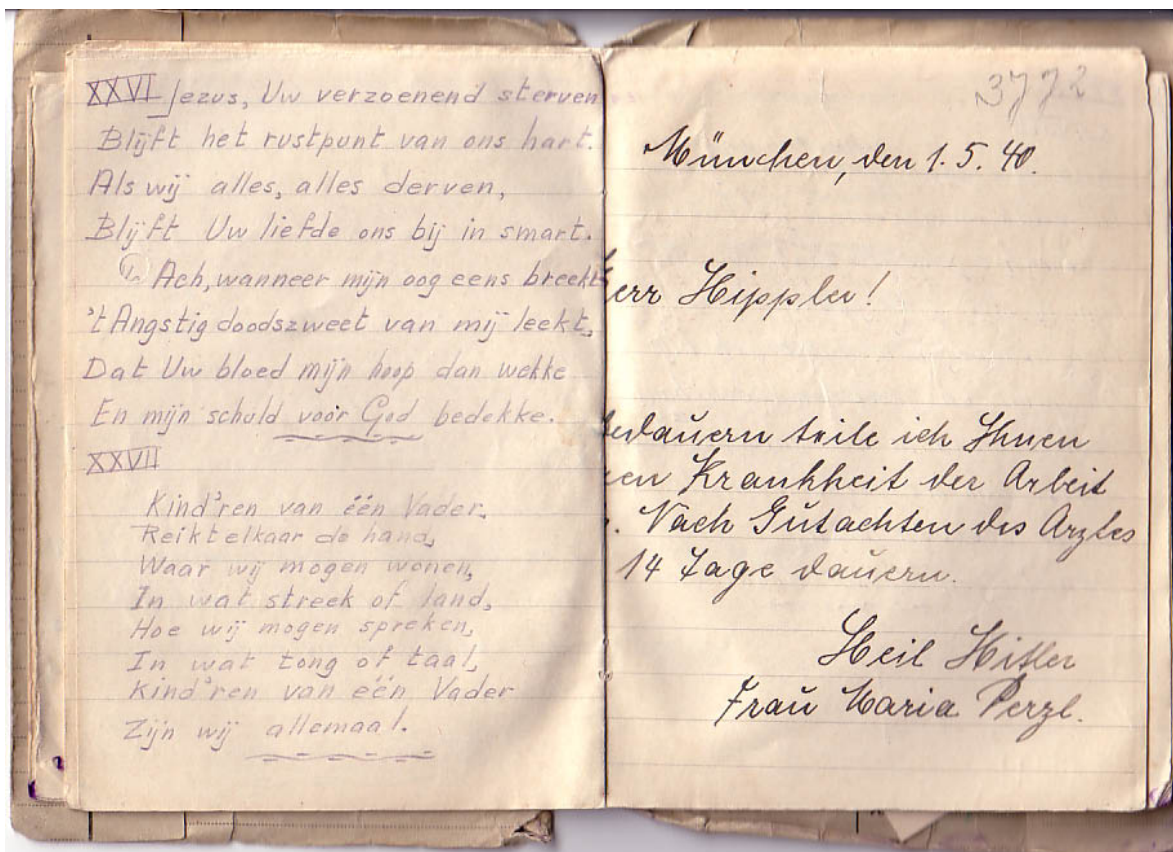 XXVI Jezus, Uw verzoenend sterven
Blijft het rustpunt van ons hart.
Als wij alles, alles derven,
Blijft Uw liefde ons bij in smart.
Ach, wanneer mijn oog eens breekt
't Angstig doodszweet van mij leekt,
Dat Uw bloed mijn hoop dan wekke
En mijn schuld voor God bedekke.
XXVII
Kind'ren van één Vader,
Reikt elkaar de hand,
Waar wij mogen wonen,
In wat streek of land,
Hoe wij mogen spreken,
In wat tong of taal,
Kind'ren van één Vader
Zijn wij allemaal.
3772
München, den 1. 5. 40.
err Hippler!
edauern teile ich Ihnen
en Krankheit der Arbeit
. Nach Gutachten des Arztes
14 Tage dauern.
Heil Hitler
Frau Maria Perzl.